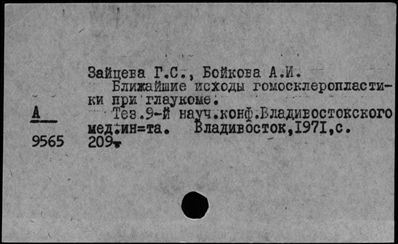 Зайцева Г.С., Бойкова А.И.
Ближайшие исходы гомосклеропласти-
ки при глаукоме.
А
Тез.9-й науч.конф.Владивостокского
мед.ин=та. Владивосток,1971,с.
9565
209.